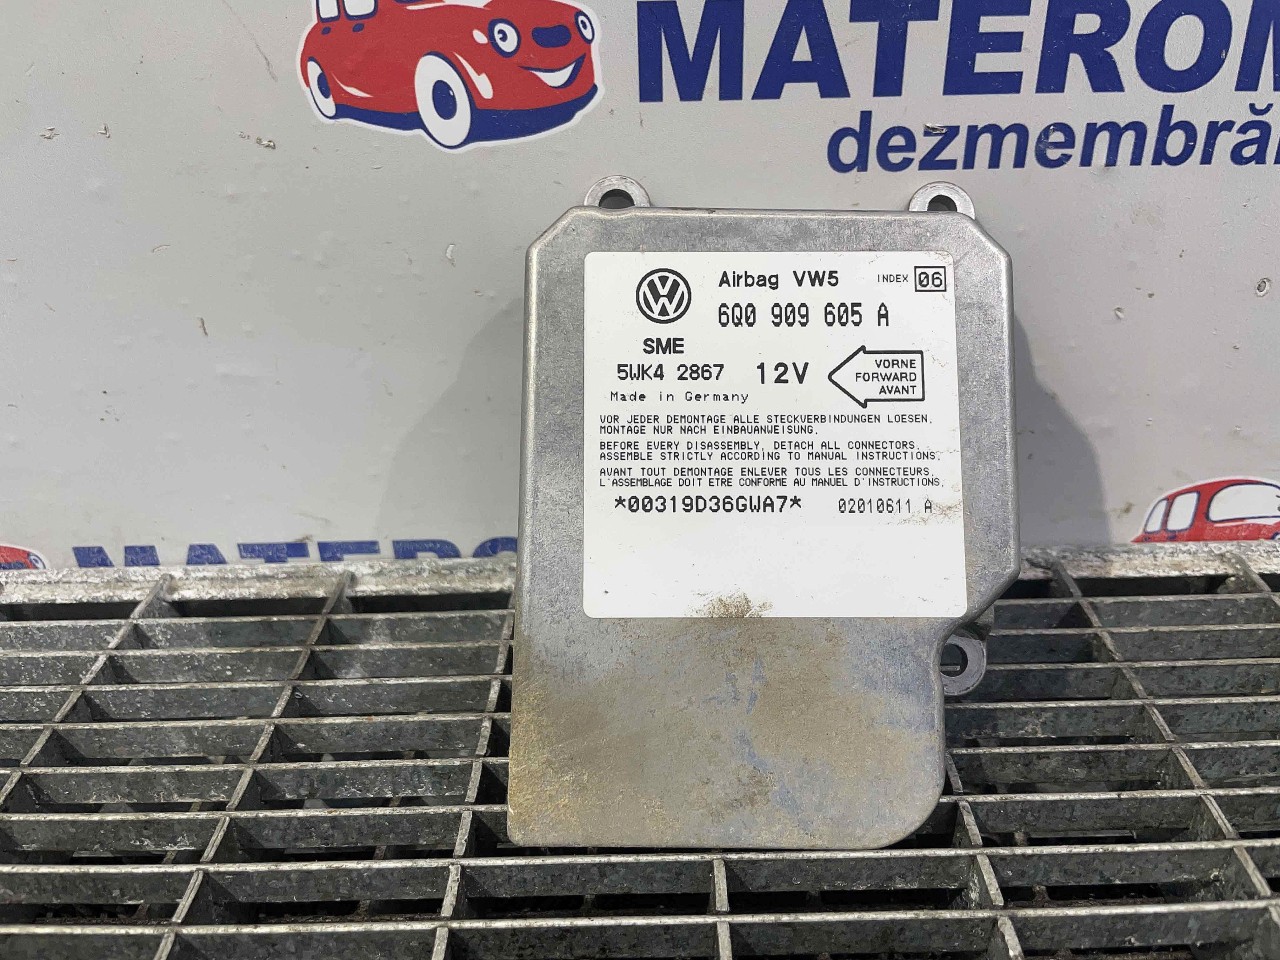 MATEROM
dezmembrăr
Airbag VW5 INDEX 06
6Q0 909 605 A
SME
5WK4 2867 12V
VORNE
FORWARD
AVANT
Made in Germany
VOR JEDER DEMONTAGE ALLE STECKVERBINDUNGEN LOESEN.
MONTAGE NUR NACH EINBAUANWEISUNG.
BEFORE EVERY DISASSEMBLY, DETACH ALL CONNECTORS.
ASSEMBLE STRICTLY ACCORDING TO MANUAL INSTRUCTIONS.
AVANT TOUT DEMONTAGE ENLEVER TOUS LES CONNECTEURS.
L'ASSEMBLAGE DOIT ETRE CONFORME AU MANUEL D'INSTRUCTIONS.
*00319D36GWA7* 02010611 A
MATERO